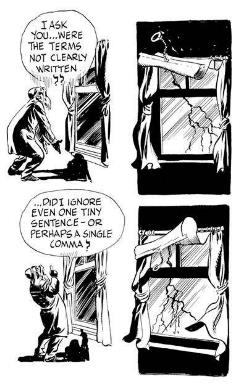 I ASK
YOU...WERE
THE TERMS
NOT CLEARLY
WRITTEN
??
...DID I IGNORE
EVEN ONE TINY
SENTENCE-OR
PERHAPS A SINGLE
COMMA?